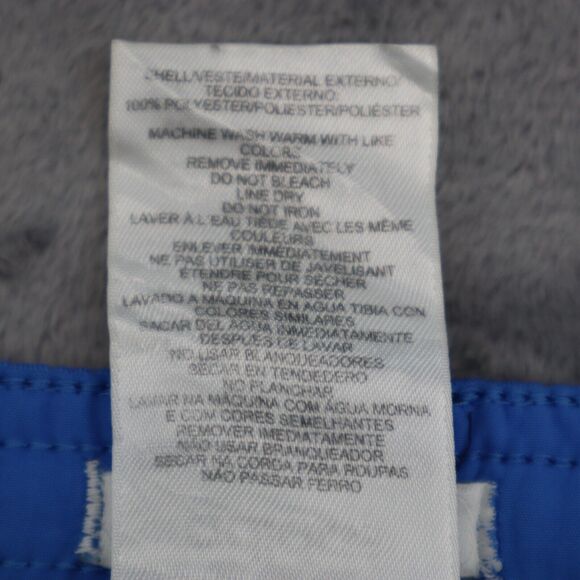 SHELL/VESTE/MATERIAL EXTERNO/
TECIDO EXTERNO:
100% POLYESTER/POLIESTER/POLIÉSTER
MACHINE WASH WARM WITH LIKE
COLORS
REMOVE IMMEDIATELY
DO NOT BLEACH
LINE DRY
DO NOT IRON
LAVER À L'EAU TIÈDE AVEC LES MÊME
COULEURS
ENLEVER IMMÉDIATEMENT
NE PAS UTILISER DE JAVELISANT
ÉTENDRE POUR SÉCHER
NE PAS REPASSER
LAVADO A MÁQUINA EN AGUA TIBIA CON
COLORES SIMILARES
SACAR DEL AGUA INMEDIATAMENTE
DESPUÉS DE LAVAR
NO USAR BLANQUEADORES
SECAR EN TENDEDERO
NO PLANCHAR
LAVAR NA MÁQUINA COM ÁGUA MORNA
E COM CORES SEMELHANTES
REMOVER IMEDIATAMENTE
NÃO USAR BRANQUEADOR
SECAR NA CORDA PARA ROUPAS
NÃO PASSAR FERRO